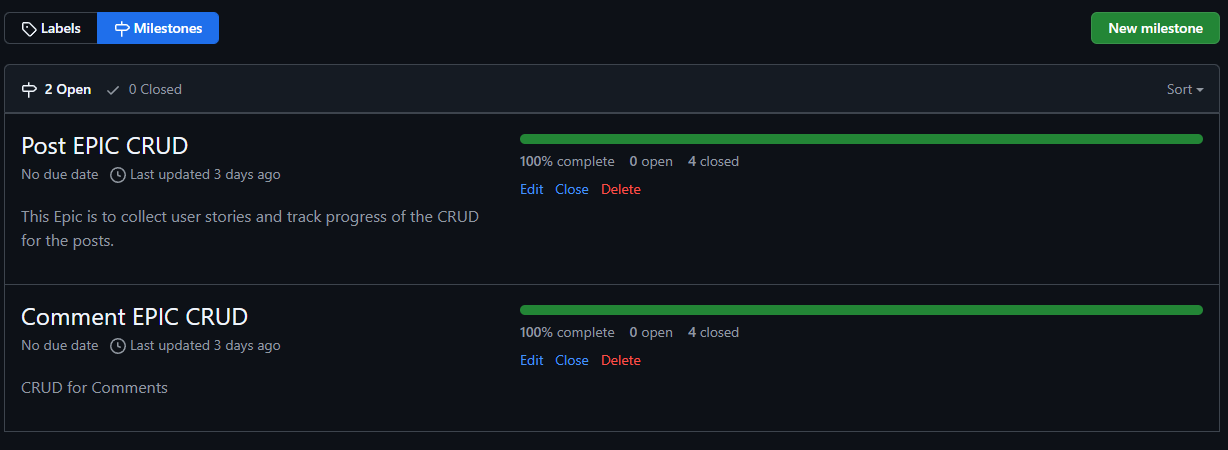 Labels Milestones New milestone
2 Open 0 Closed Sort
Post EPIC CRUD
No due date Last updated 3 days ago
This Epic is to collect user stories and track progress of the CRUD
for the posts.
100% complete 0 open 4 closed
Edit Close Delete
Comment EPIC CRUD
No due date Last updated 3 days ago
CRUD for Comments
100% complete 0 open 4 closed
Edit Close Delete